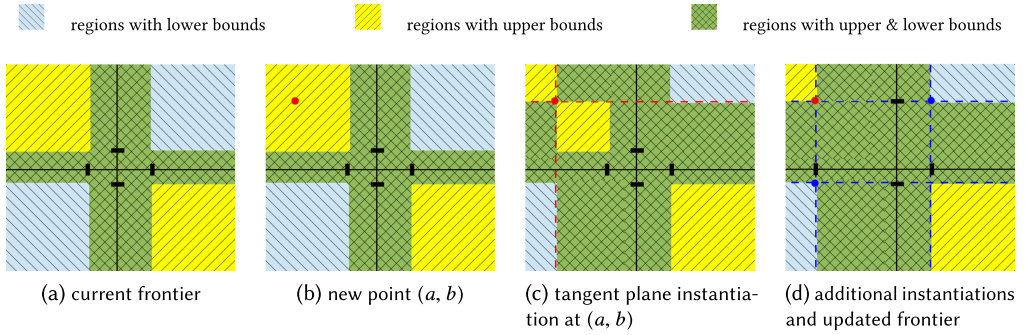 regions with lower bounds
regions with upper bounds
regions with upper & lower bounds
(a) current frontier
(b) new point (a, b)
(c) tangent plane instantia-
tion at (a, b)
(d) additional instantiations
and updated frontier